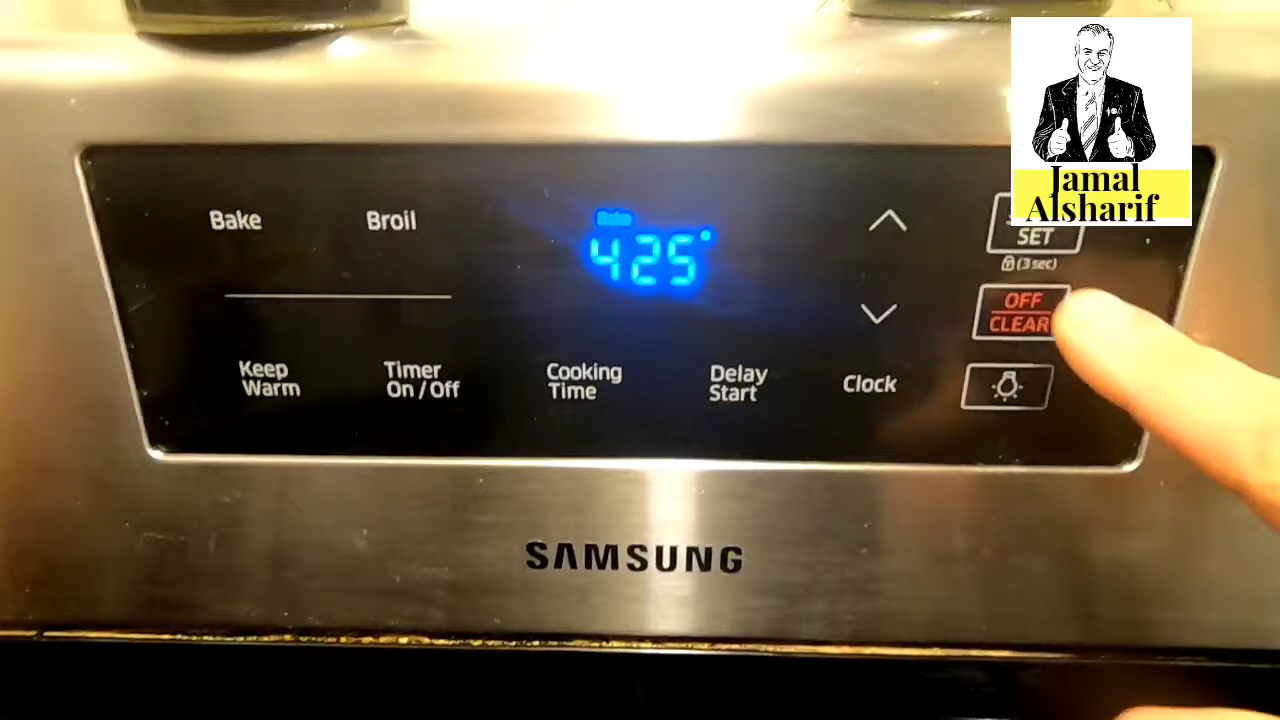 Jamal
Alsharif
Bake
Broil
Bake
425°
SET
(3 sec)
OFF
CLEAR
Keep
Warm
Timer
On/Off
Cooking
Time
Delay
Start
Clock
SAMSUNG